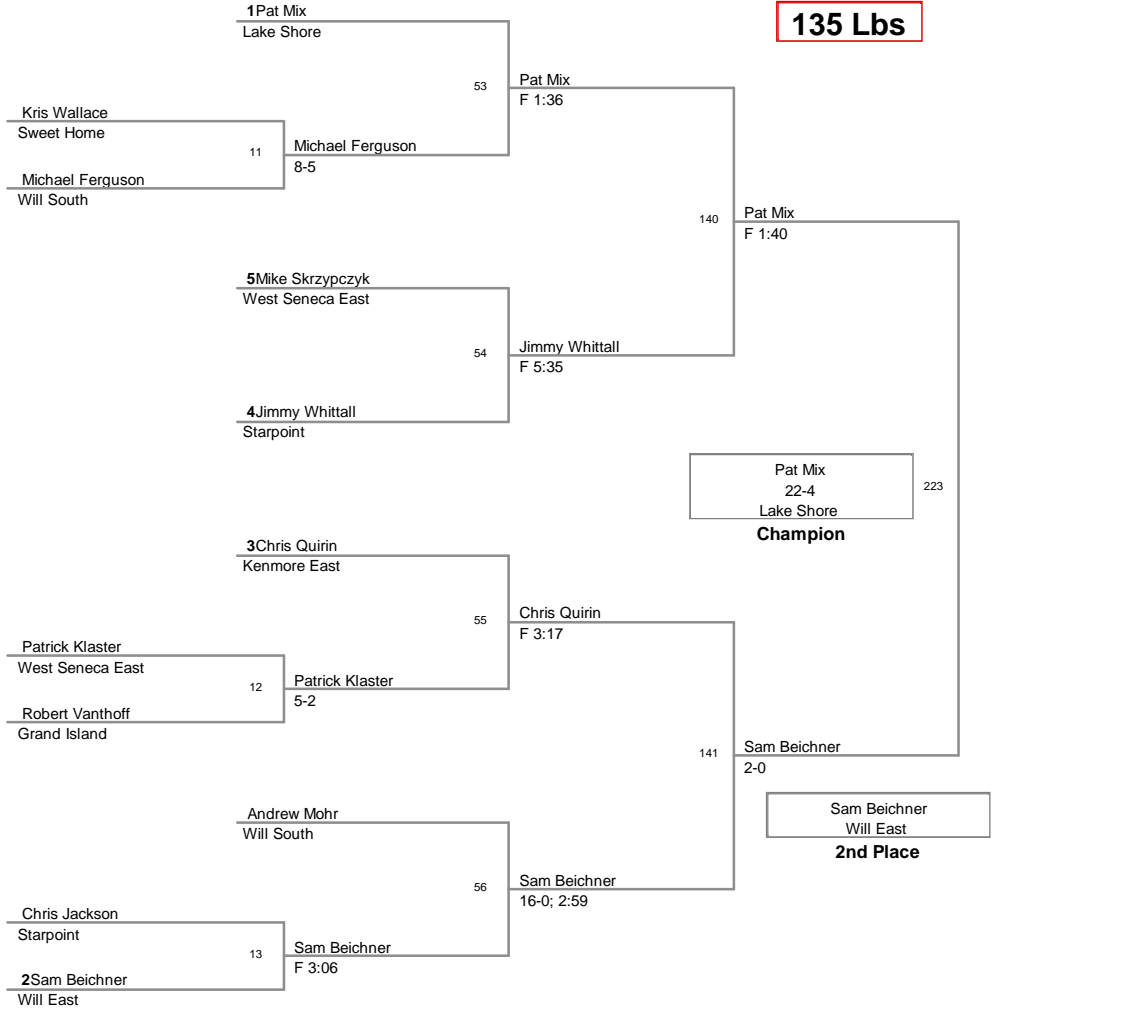 1Pat Mix
Lake Shore
135 Lbs
53
Pat Mix
F 1:36
Kris Wallace
Sweet Home
11
Michael Ferguson
8-5
Michael Ferguson
Will South
140
Pat Mix
F 1:40
5Mike Skrzypczyk
West Seneca East
54
Jimmy Whittall
F 5:35
4Jimmy Whittall
Starpoint
Pat Mix
22-4
Lake Shore
Champion
223
3Chris Quirin
Kenmore East
55
Chris Quirin
F 3:17
Patrick Klaster
West Seneca East
12
Patrick Klaster
5-2
Robert Vanthoff
Grand Island
141
Sam Beichner
2-0
Sam Beichner
Will East
2nd Place
Andrew Mohr
Will South
56
Sam Beichner
16-0; 2:59
Chris Jackson
Starpoint
13
Sam Beichner
F 3:06
2Sam Beichner
Will East